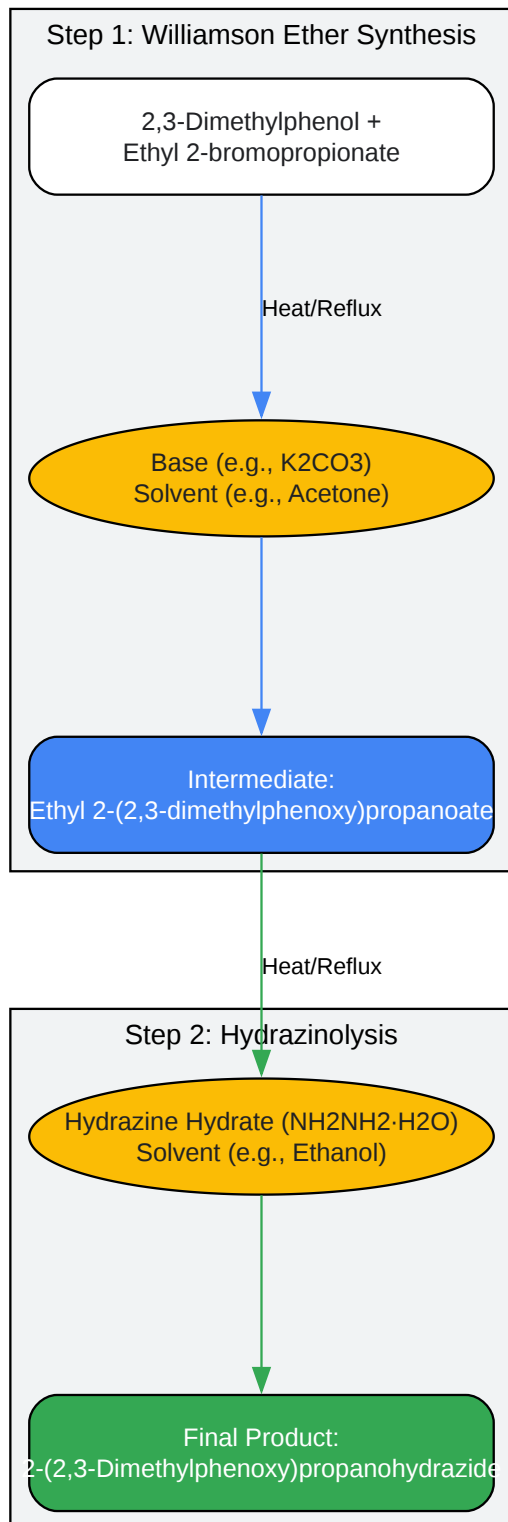 Step 1: Williamson Ether Synthesis
2,3-Dimethylphenol +
Ethyl 2-bromopropionate
Heat/Reflux
Base (e.g., K2CO3)
Solvent (e.g., Acetone)
Intermediate:
Ethyl 2-(2,3-dimethylphenoxy)propanoate
Heat/Reflux
Step 2: Hydrazinolysis
Hydrazine Hydrate (NH2NH2·H2O)
Solvent (e.g., Ethanol)
Final Product:
2-(2,3-Dimethylphenoxy)propanohydrazide